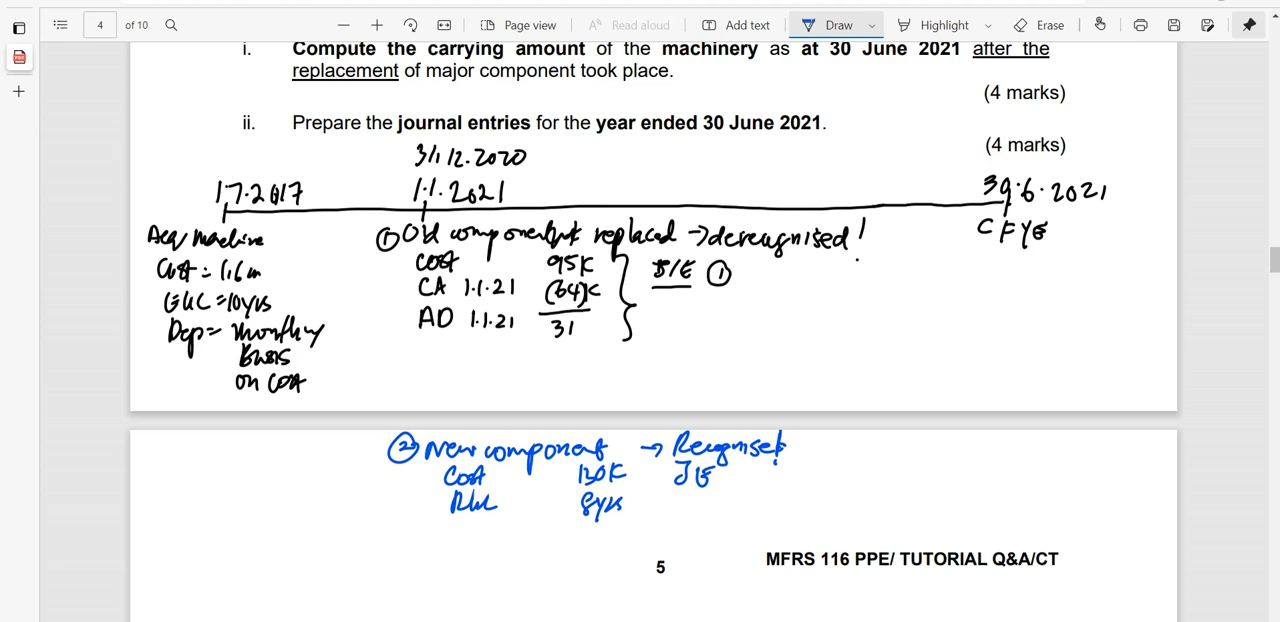 4 of 10 Page view Read aloud Add text Draw Highlight Erase
i. Compute the carrying amount of the machinery as at 30 June 2021 after the
replacement of major component took place.
(4 marks)
ii. Prepare the journal entries for the year ended 30 June 2021.
(4 marks)
31.12.2020
1.7.2017 1.1.2021 30.6.2021
Acq machine ① Old component replaced → derecognised! CFYE
Cost = 1.6m cost 95K J/E ①
EUL = 10yrs CA 1.1.21 (64)K
Dep = monthly AD 1.1.21 31
basis
on cost
② New component → Recognised!
Cost 130K JE
RUL 8yrs
5
MFRS 116 PPE/ TUTORIAL Q&A/CT